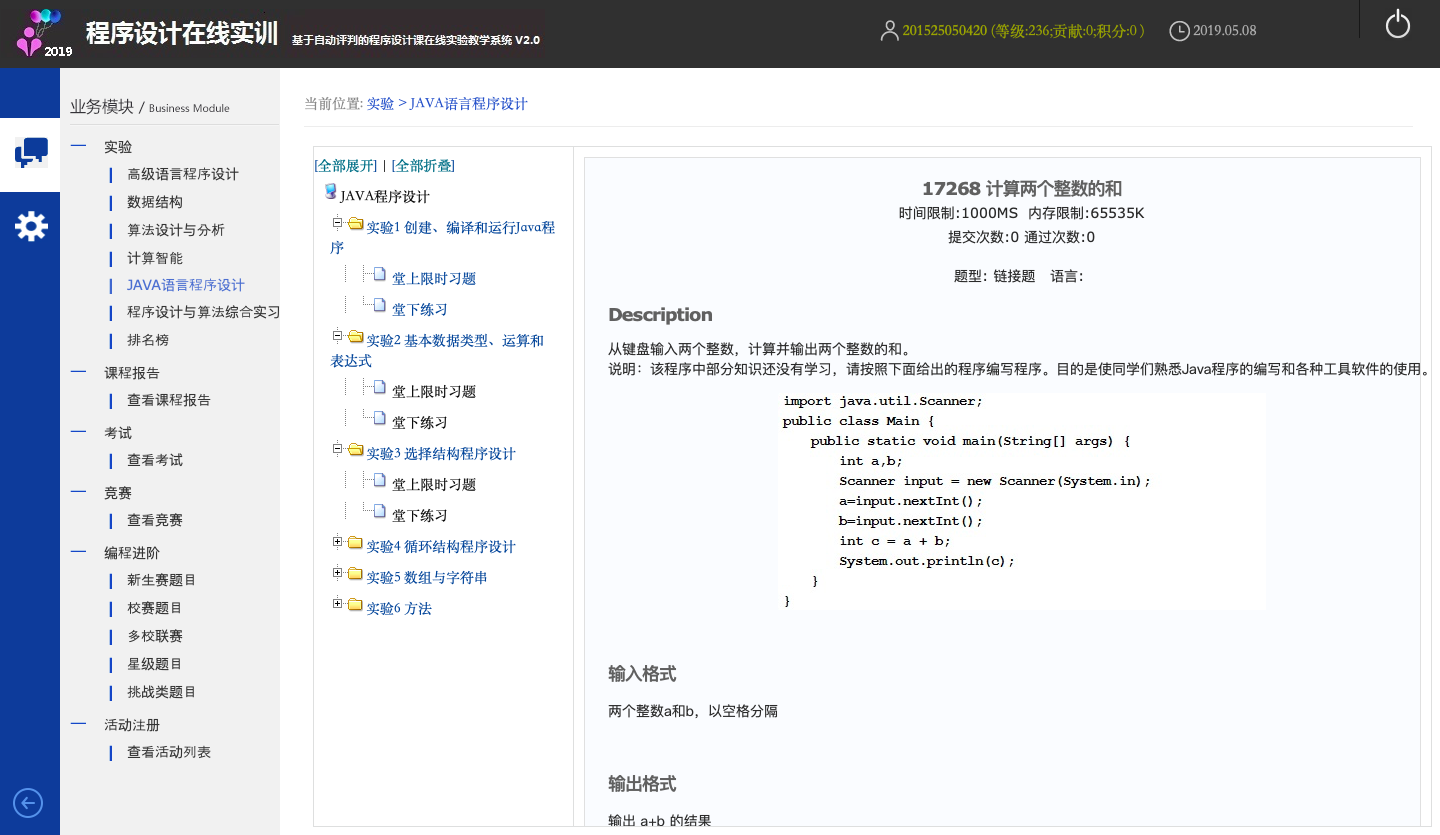 2019
程序设计在线实训
基于自动评判的程序设计课在线实验教学系统 V2.0
201525050420 (等级:236;贡献:0;积分:0 )
2019.05.08
业务模块 / Business Module
实验
高级语言程序设计
数据结构
算法设计与分析
计算智能
JAVA语言程序设计
程序设计与算法综合实习
排名榜
课程报告
查看课程报告
考试
查看考试
竞赛
查看竞赛
编程进阶
新生赛题目
校赛题目
多校联赛
星级题目
挑战类题目
活动注册
查看活动列表
当前位置: 实验 > JAVA语言程序设计
[全部展开] | [全部折叠]
JAVA程序设计
实验1 创建、编译和运行Java程
序
堂上限时习题
堂下练习
实验2 基本数据类型、运算和
表达式
堂上限时习题
堂下练习
实验3 选择结构程序设计
堂上限时习题
堂下练习
实验4 循环结构程序设计
实验5 数组与字符串
实验6 方法
17268 计算两个整数的和
时间限制:1000MS 内存限制:65535K
提交次数:0 通过次数:0
题型: 链接题 语言:
Description
从键盘输入两个整数，计算并输出两个整数的和。
说明：该程序中部分知识还没有学习，请按照下面给出的程序编写程序。目的是使同学们熟悉Java程序的编写和各种工具软件的使用。
import java.util.Scanner;
public class Main {
public static void main(String[] args) {
int a,b;
Scanner input = new Scanner(System.in);
a=input.nextInt();
b=input.nextInt();
int c = a + b;
System.out.println(c);
}
}
输入格式
两个整数a和b，以空格分隔
输出格式
输出 a+b 的结果